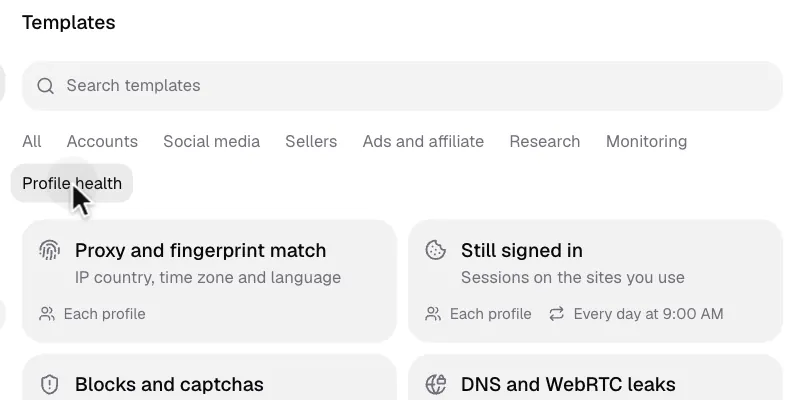 Templates
Search templates
All Accounts Social media Sellers Ads and affiliate Research Monitoring
Profile health
Proxy and fingerprint match
IP country, time zone and language
Each profile
Still signed in
Sessions on the sites you use
Each profile Every day at 9:00 AM
Blocks and captchas
DNS and WebRTC leaks